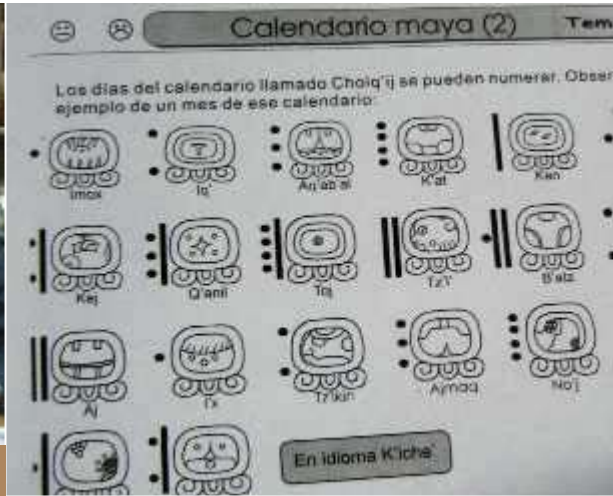 Calendario maya (2)
Los días del calendario llamado Cholq'ij se pueden numerar.
ejemplo de un mes de ese calendario:
Imox Iq' Aq'ab'al K'at Kan
Kej Q'anil Toj Tz'i' B'atz
Aj I'x Tz'ikin Ajmaq No'j
En idioma K'iche'